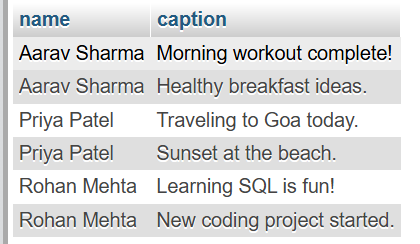 name caption
Aarav Sharma Morning workout complete!
Aarav Sharma Healthy breakfast ideas.
Priya Patel Traveling to Goa today.
Priya Patel Sunset at the beach.
Rohan Mehta Learning SQL is fun!
Rohan Mehta New coding project started.